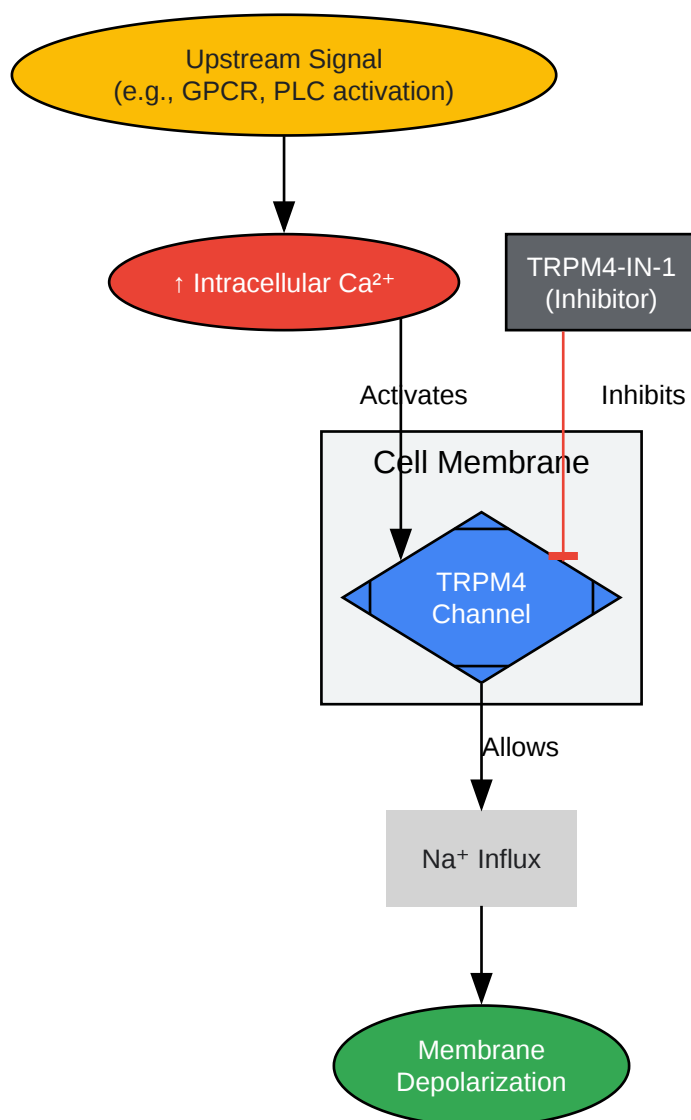 Upstream Signal
(e.g., GPCR, PLC activation)
↑ Intracellular Ca²⁺
TRPM4-IN-1
(Inhibitor)
Activates
Inhibits
Cell Membrane
TRPM4
Channel
Allows
Na⁺ Influx
Membrane
Depolarization